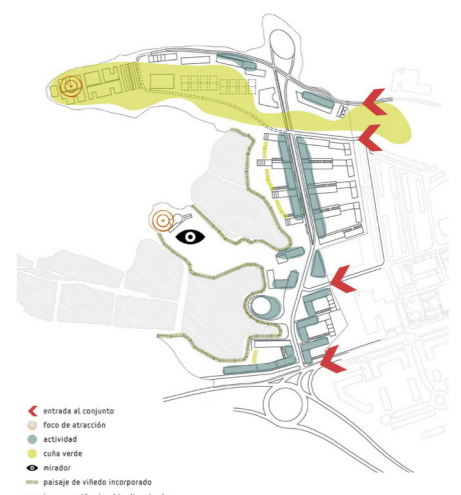 entrada al conjunto
foco de atracción
actividad
cuña verde
mirador
paisaje de viñedo incorporado